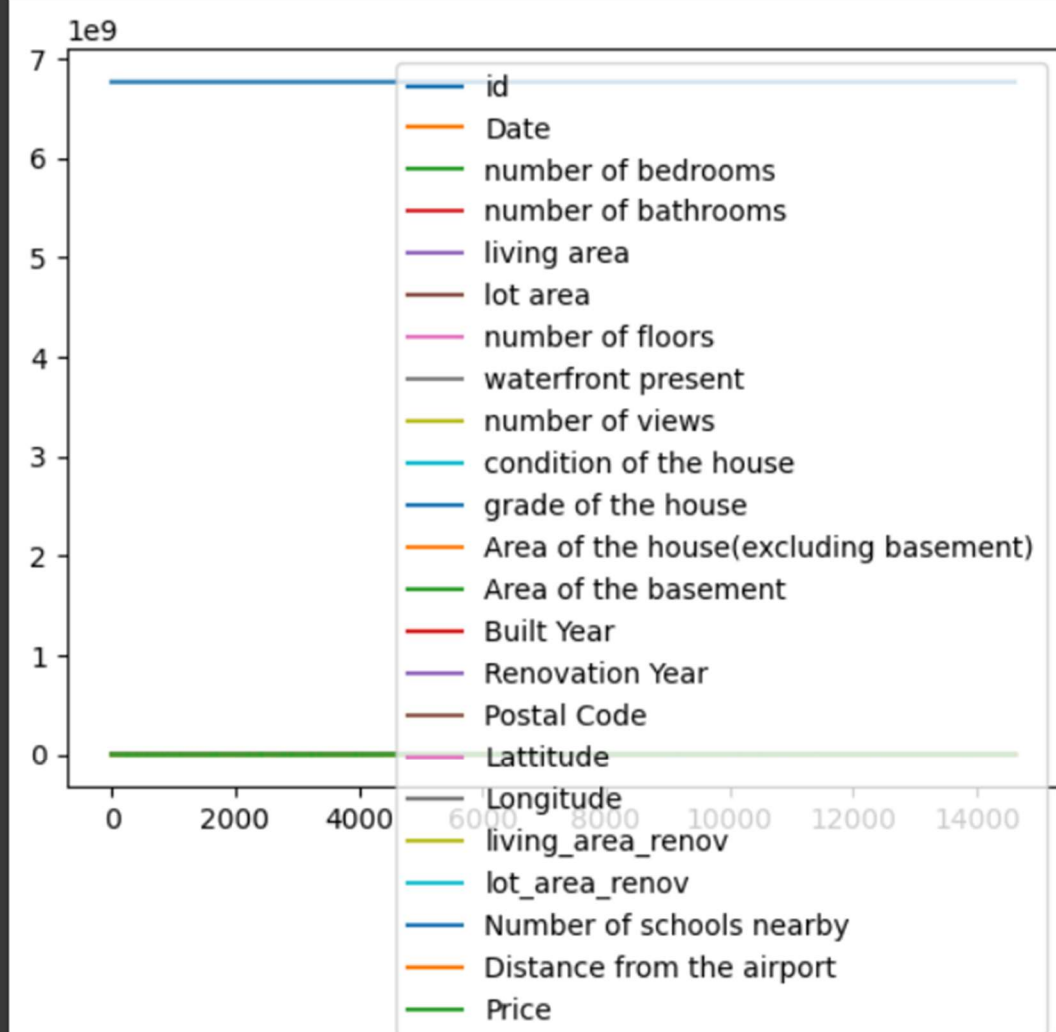 1e9
7
6
5
4
3
2
1
0
0 2000 4000 6000 8000 10000 12000 14000
id
Date
number of bedrooms
number of bathrooms
living area
lot area
number of floors
waterfront present
number of views
condition of the house
grade of the house
Area of the house(excluding basement)
Area of the basement
Built Year
Renovation Year
Postal Code
Lattitude
Longitude
living_area_renov
lot_area_renov
Number of schools nearby
Distance from the airport
Price